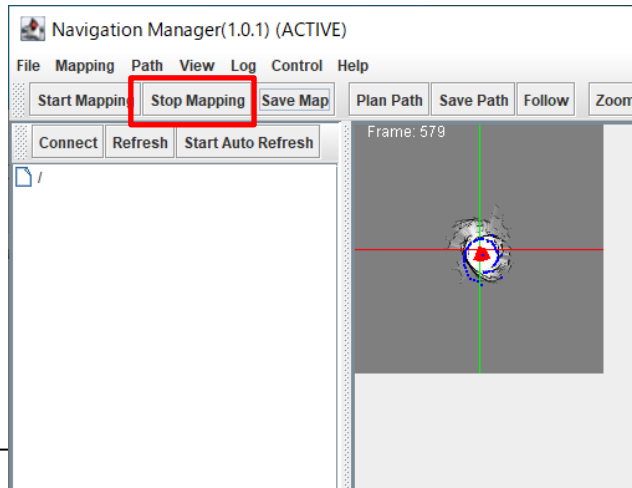 Navigation Manager(1.0.1) (ACTIVE)
File Mapping Path View Log Control Help
Start Mapping Stop Mapping Save Map Plan Path Save Path Follow Zoom
Connect Refresh Start Auto Refresh
Frame: 579
/